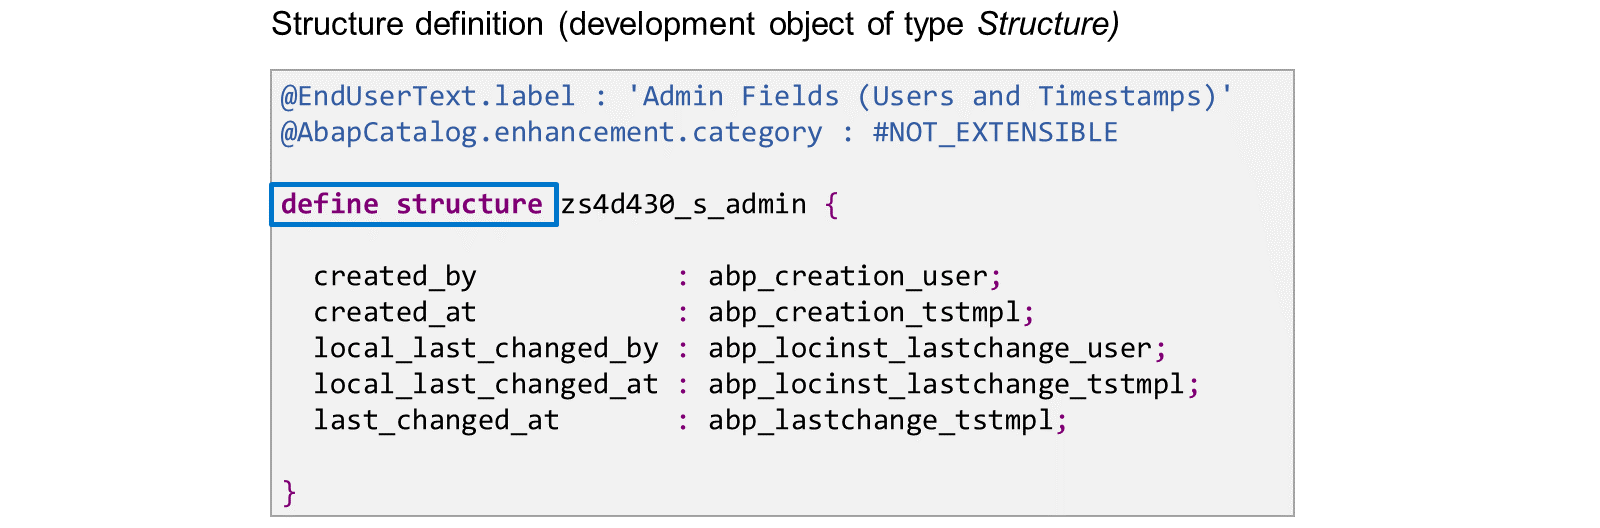 Structure definition (development object of type Structure)
@EndUserText.label : 'Admin Fields (Users and Timestamps)'
@AbapCatalog.enhancement.category : #NOT_EXTENSIBLE
define structure zs4d430_s_admin {
created_by : abp_creation_user;
created_at : abp_creation_tstmpl;
local_last_changed_by : abp_locinst_lastchange_user;
local_last_changed_at : abp_locinst_lastchange_tstmpl;
last_changed_at : abp_lastchange_tstmpl;
}